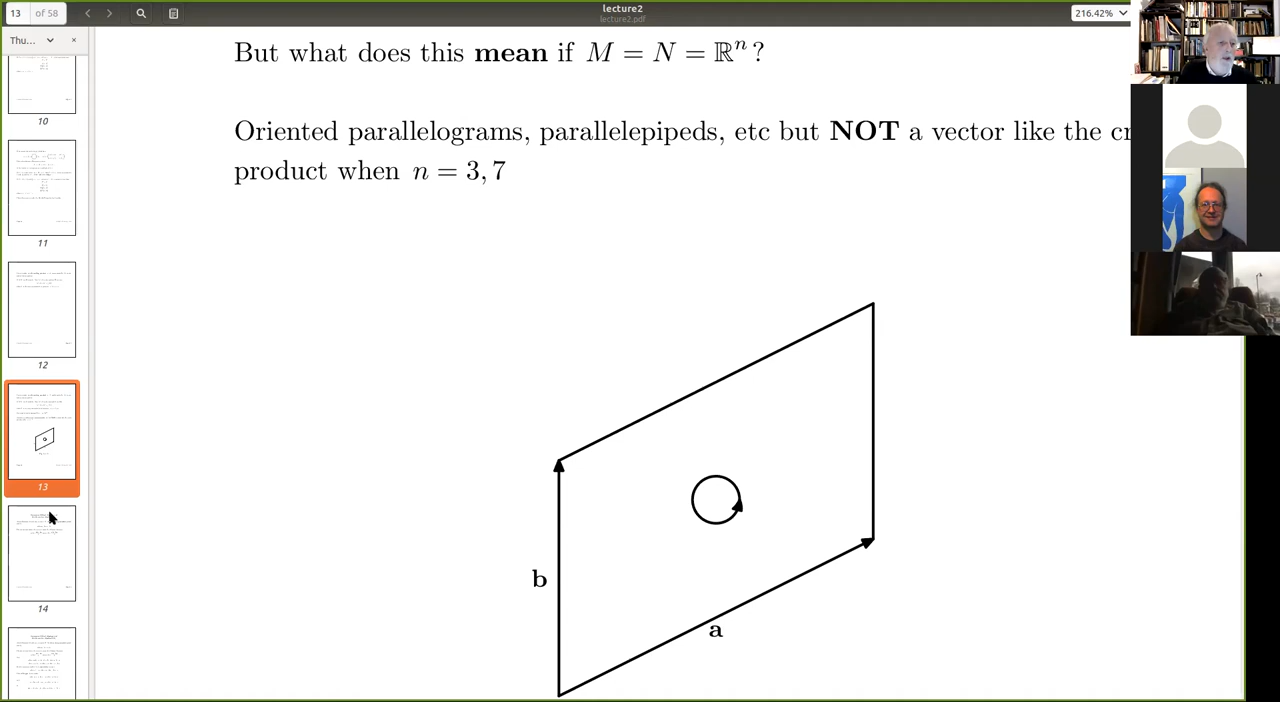 13 of 58
lecture2
lecture2.pdf
216.42%
Thu...
10
11
12
13
14
But what does this mean if M = N = ℝⁿ?
Oriented parallelograms, parallelepipeds, etc but NOT a vector like the
product when n = 3, 7
b
a